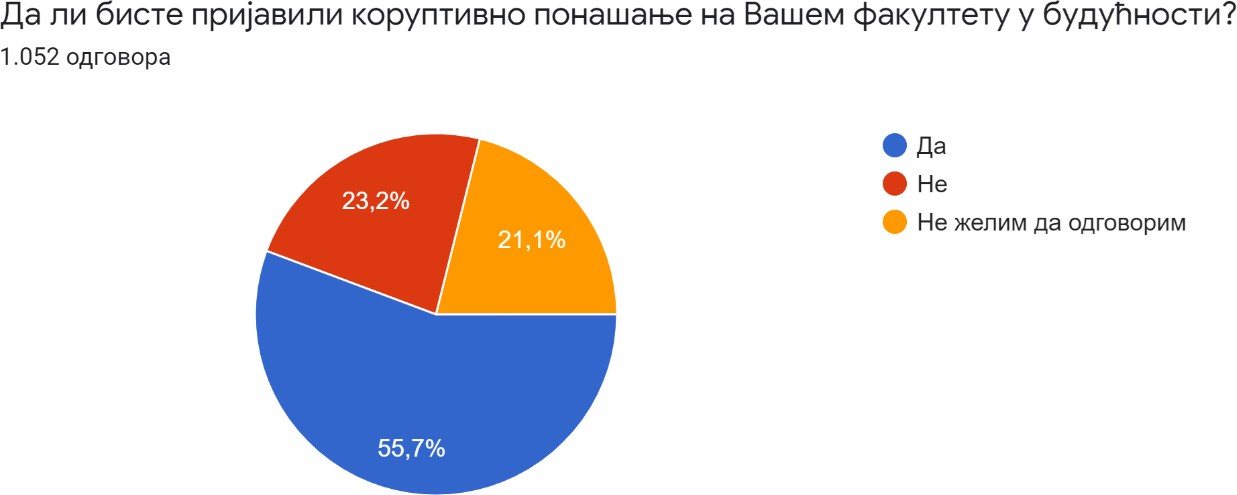 Да ли бисте пријавили коруптивно понашање на Вашем факултету у будућности?
1.052 одговора
Да
Не
Не желим да одговорим
23,2%
21,1%
55,7%